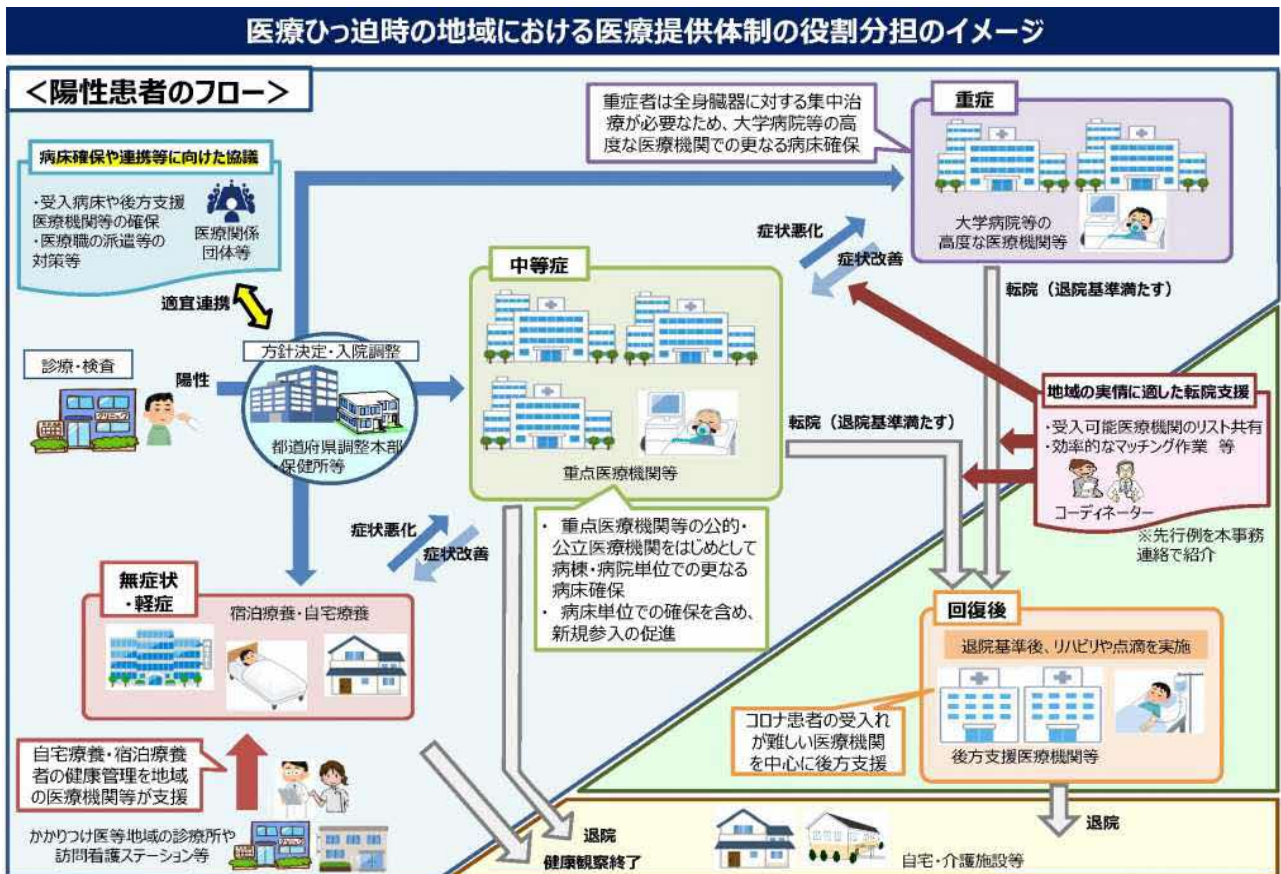 医療ひっ迫時の地域における医療提供体制の役割分担のイメージ
＜陽性患者のフロー＞
病床確保や連携等に向けた協議
・受入病床や後方支援
医療機関等の確保
・医療職の派遣等の
対策等
医療関係
団体等
適宜連携
診療・検査
陽性
方針決定・入院調整
都道府県調整本部
・保健所等
重症者は全身臓器に対する集中治
療が必要なため、大学病院等の高
度な医療機関での更なる病床確保
重症
大学病院等の
高度な医療機関等
症状悪化
症状改善
転院（退院基準満たす）
中等症
重点医療機関等
転院（退院基準満たす）
・ 重点医療機関等の公的・
公立医療機関をはじめとして
病棟・病院単位での更なる
病床確保
・ 病床単位での確保を含め、
新規参入の促進
地域の実情に適した転院支援
・受入可能医療機関のリスト共有
・効率的なマッチング作業 等
コーディネーター
※先行例を本事務
連絡で紹介
症状悪化
症状改善
無症状
・軽症
宿泊療養・自宅療養
自宅療養・宿泊療養
者の健康管理を地域
の医療機関等が支援
かかりつけ医等地域の診療所や
訪問看護ステーション等
回復後
退院基準後、リハビリや点滴を実施
後方支援医療機関等
コロナ患者の受入れ
が難しい医療機関
を中心に後方支援
退院
健康観察終了
退院
自宅・介護施設等